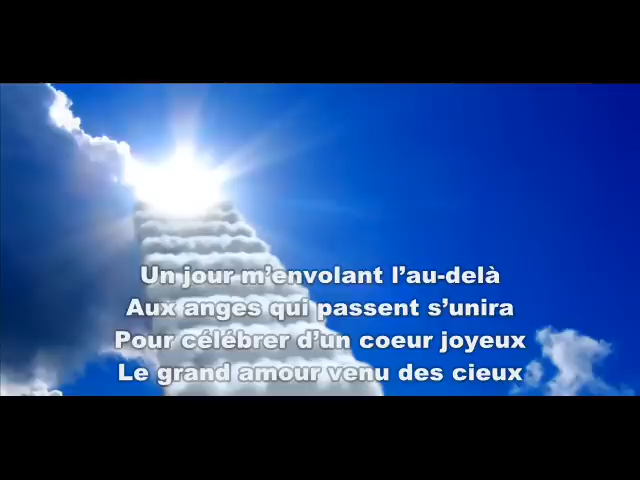 Un jour m’envolant l’au-delà
Aux anges qui passent s’unira
Pour célébrer d’un coeur joyeux
Le grand amour venu des cieux